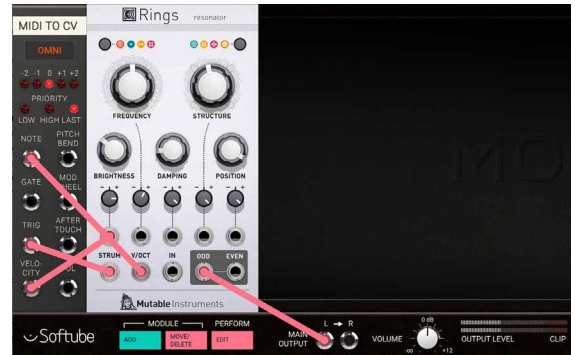 MIDI TO CV
OMNI
-2 -1 0 +1 +2
PRIORITY
LOW HIGH LAST
NOTE
PITCH
BEND
GATE
MOD
TRIG
AFTER
TOUCH
VELO-
CITY
Rings resonator
FREQUENCY STRUCTURE
BRIGHTNESS DAMPING POSITION
- + - + - + - + - +
STRUM V/OCT IN ODD EVEN
Mutable Instruments
Softube
MODULE PERFORM
ADD
MOVE/
DELETE
EDIT
MAIN
OUTPUT
L → R
VOLUME
0 dB
-∞ +12
OUTPUT LEVEL CLIP